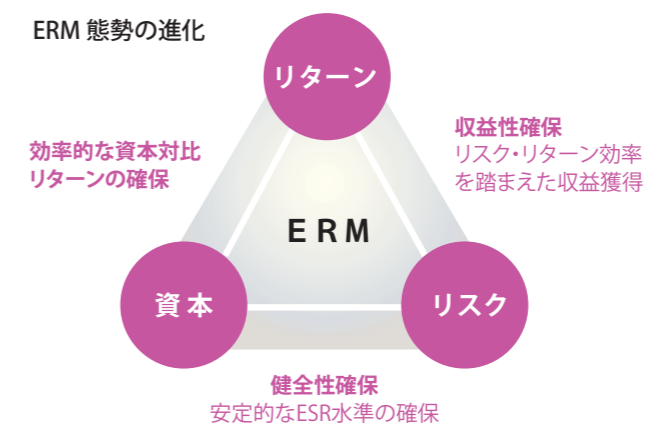 ERM 態勢の進化
リターン
収益性確保
リスク・リターン効率
を踏まえた収益獲得
効率的な資本対比
リターンの確保
ERM
資本
リスク
健全性確保
安定的なESR水準の確保